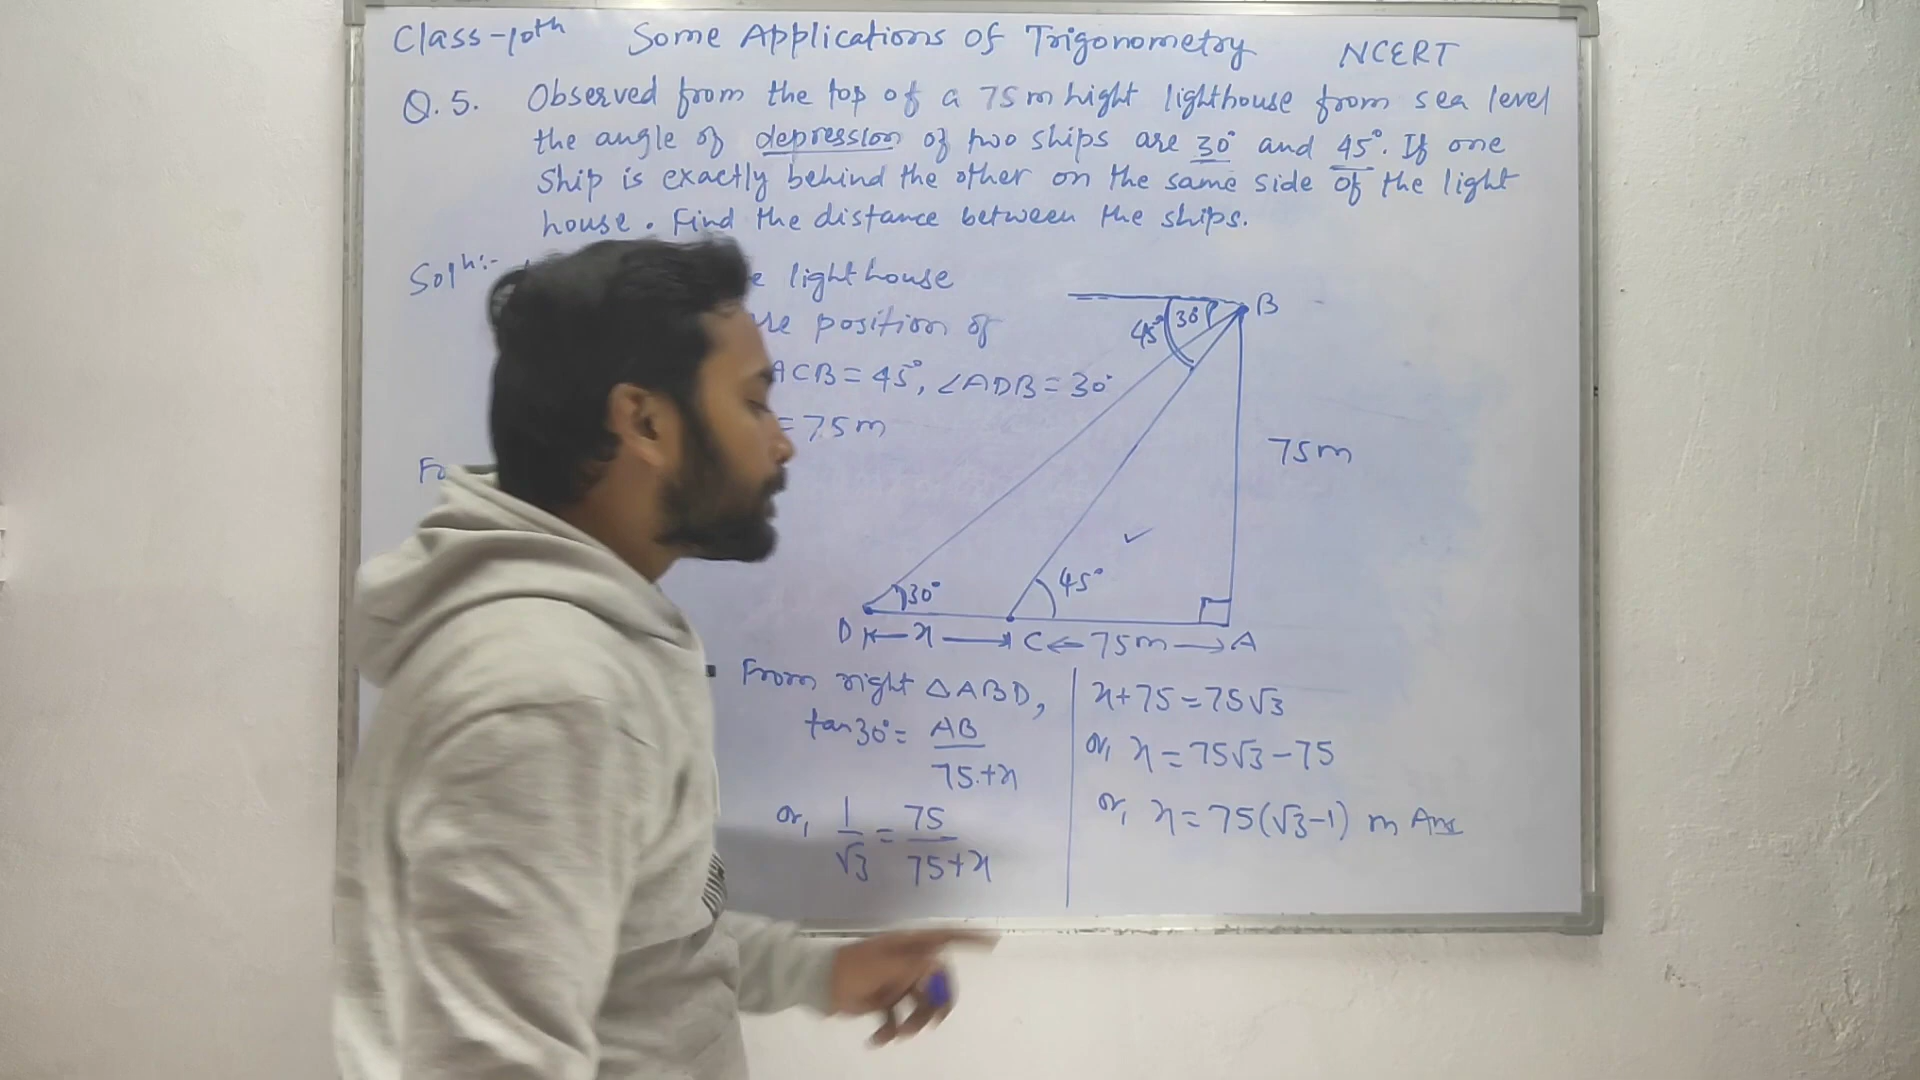 Class-10th Some Applications of Trigonometry NCERT
Q.5. Observed from the top of a 75m hight lighthouse from sea level
the angle of depression of two ships are 30° and 45°. If one
ship is exactly behind the other on the same side of the light
house. Find the distance between the ships.
Solⁿ:- lighthouse
position of
ACB = 45°, ∠ADB = 30°
= 75m
B
45° 30°
75m
30° 45°
D x C 75m A
From right △ABD,
tan30° = AB / 75+x
or, 1/√3 = 75 / 75+x
x+75 = 75√3
or, x = 75√3-75
or, x = 75(√3-1) m Ans